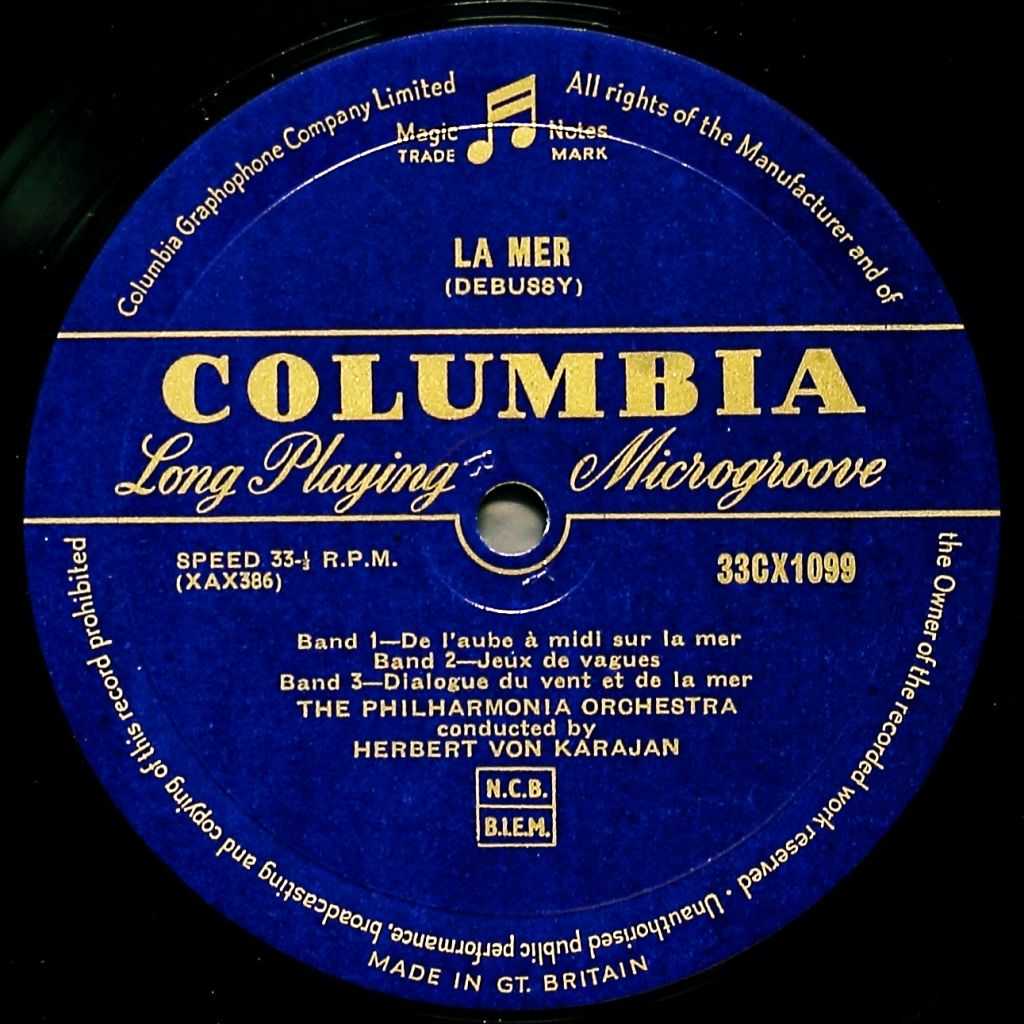 Columbia Graphophone Company Limited
All rights of the Manufacturer and of
the Owner of the recorded work reserved · Unauthorised public performance, broadcasting and copying of this record prohibited
Magic Notes
TRADE MARK
LA MER
(DEBUSSY)
COLUMBIA
Long Playing Microgroove
SPEED 33-⅓ R.P.M.
33CX1099
(XAX386)
Band 1—De l'aube à midi sur la mer
Band 2—Jeux de vagues
Band 3—Dialogue du vent et de la mer
THE PHILHARMONIA ORCHESTRA
conducted by
HERBERT VON KARAJAN
N.C.B.
B.I.E.M.
MADE IN GT. BRITAIN